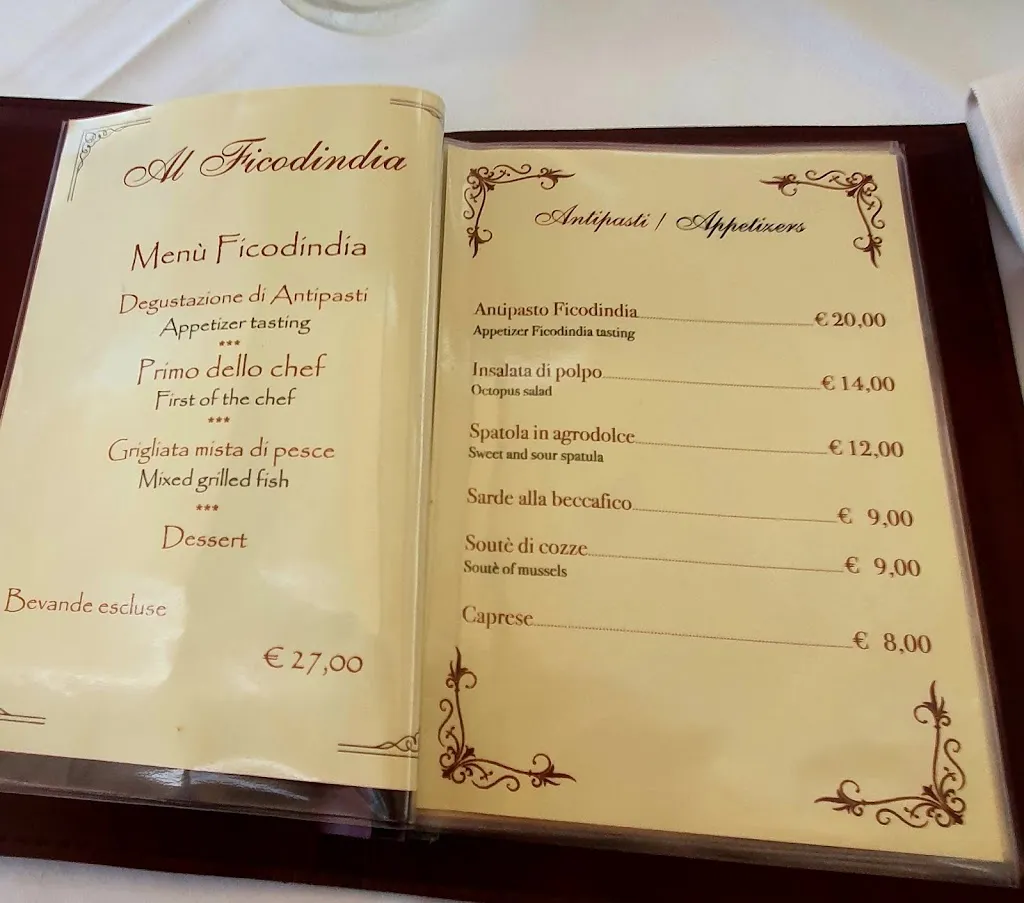 Al Ficodindia
Menù Ficodindia
Degustazione di Antipasti
Appetizer tasting
***
Primo dello chef
First of the chef
***
Grigliata mista di pesce
Mixed grilled fish
***
Dessert
Bevande escluse
€ 27,00
Antipasti / Appetizers
Antipasto Ficodindia € 20,00
Appetizer Ficodindia tasting
Insalata di polpo € 14,00
Octopus salad
Spatola in agrodolce € 12,00
Sweet and sour spatula
Sarde alla beccafico € 9,00
Soutè di cozze € 9,00
Soutè of mussels
Caprese € 8,00